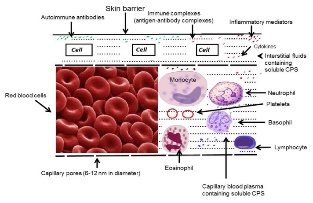 Skin barrier
Autoimmune antibodies
Immune complexes
(antigen-antibody complexes)
Inflammatory mediators
Cell
Cell
Cell
Cytokines
Interstitial fluids
containing
soluble CPS
Monocyte
Neutrophil
Platelets
Red blood cells
Basophil
Lymphocyte
Eosinophil
Capillary pores (6-12 nm in diameter)
Capillary blood plasma
containing soluble CPS